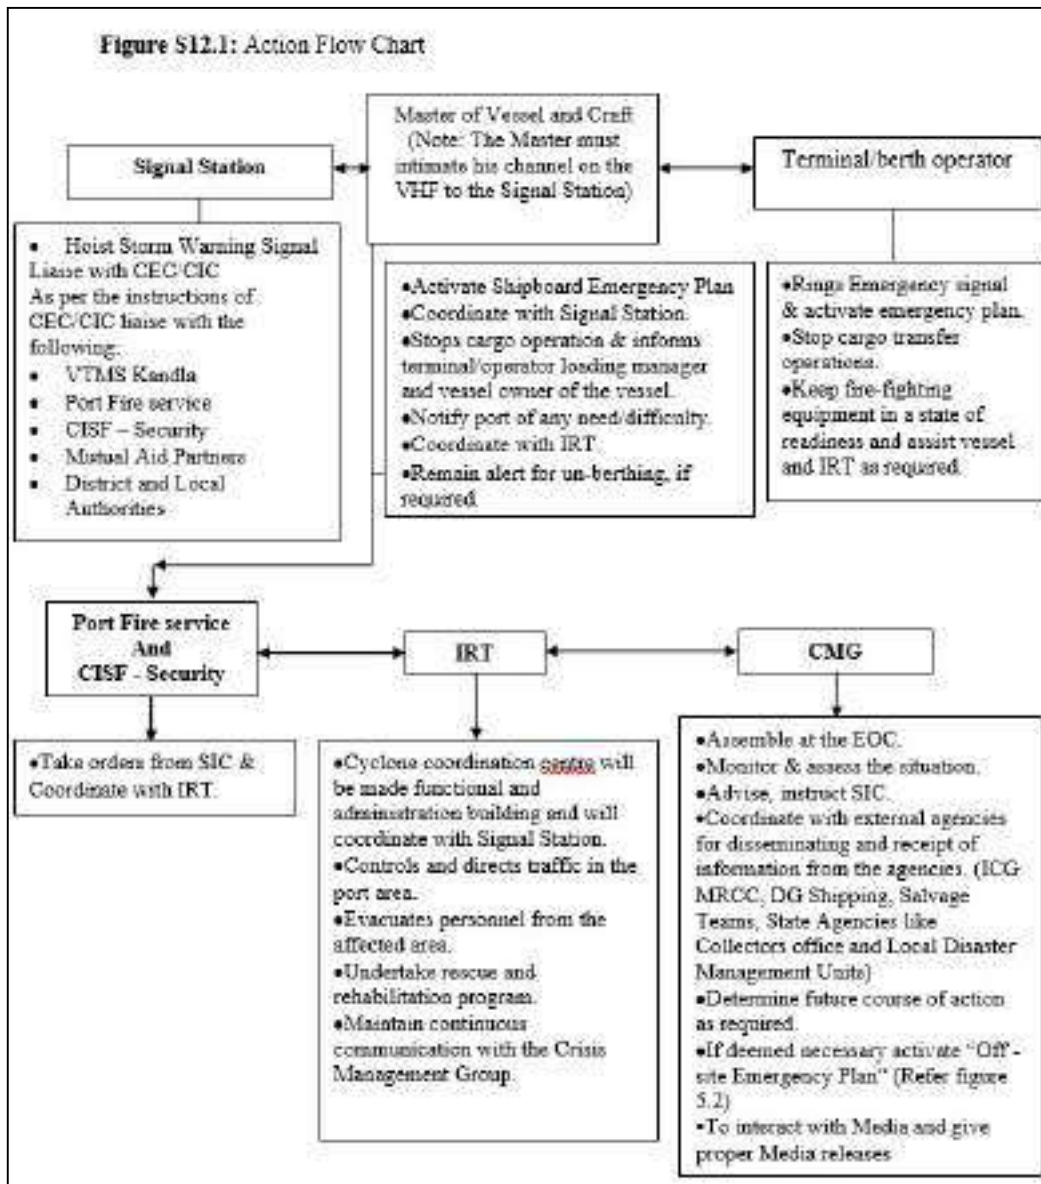 Figure S12.1: Action Flow Chart
Signal Station
Master of Vessel and Craft
(Note: The Master must
intimate his channel on the
VHF to the Signal Station)
Terminal/berth operator
• Hoist Storm Warning Signal
Liaise with CEC/CIC
As per the instructions of
CEC/CIC liaise with the
following:
• VTMS Kandla
• Port Fire service
• CISF – Security
• Mutual Aid Partners
• District and Local
Authorities
•Activate Shipboard Emergency Plan
•Coordinate with Signal Station.
•Stops cargo operation & informs
terminal/operator loading manager
and vessel owner of the vessel.
•Notify port of any need/difficulty.
•Coordinate with IRT
•Remain alert for un-berthing, if
required
•Rings Emergency signal
& activate emergency plan.
•Stop cargo transfer
operations.
•Keep fire-fighting
equipment in a state of
readiness and assist vessel
and IRT as required.
Port Fire service
And
CISF - Security
IRT
CMG
•Take orders from SIC &
Coordinate with IRT.
•Cyclone coordination centre will
be made functional and
administration building and will
coordinate with Signal Station.
•Controls and directs traffic in the
port area.
•Evacuates personnel from the
affected area.
•Undertake rescue and
rehabilitation program.
•Maintain continuous
communication with the Crisis
Management Group.
•Assemble at the EOC.
•Monitor & assess the situation.
•Advise, instruct SIC.
•Coordinate with external agencies
for disseminating and receipt of
information from the agencies. (ICG
MRCC, DG Shipping, Salvage
Teams, State Agencies like
Collectors office and Local Disaster
Management Units)
•Determine future course of action
as required.
•If deemed necessary activate “Off -
site Emergency Plan” (Refer figure
5.2)
•To interact with Media and give
proper Media releases